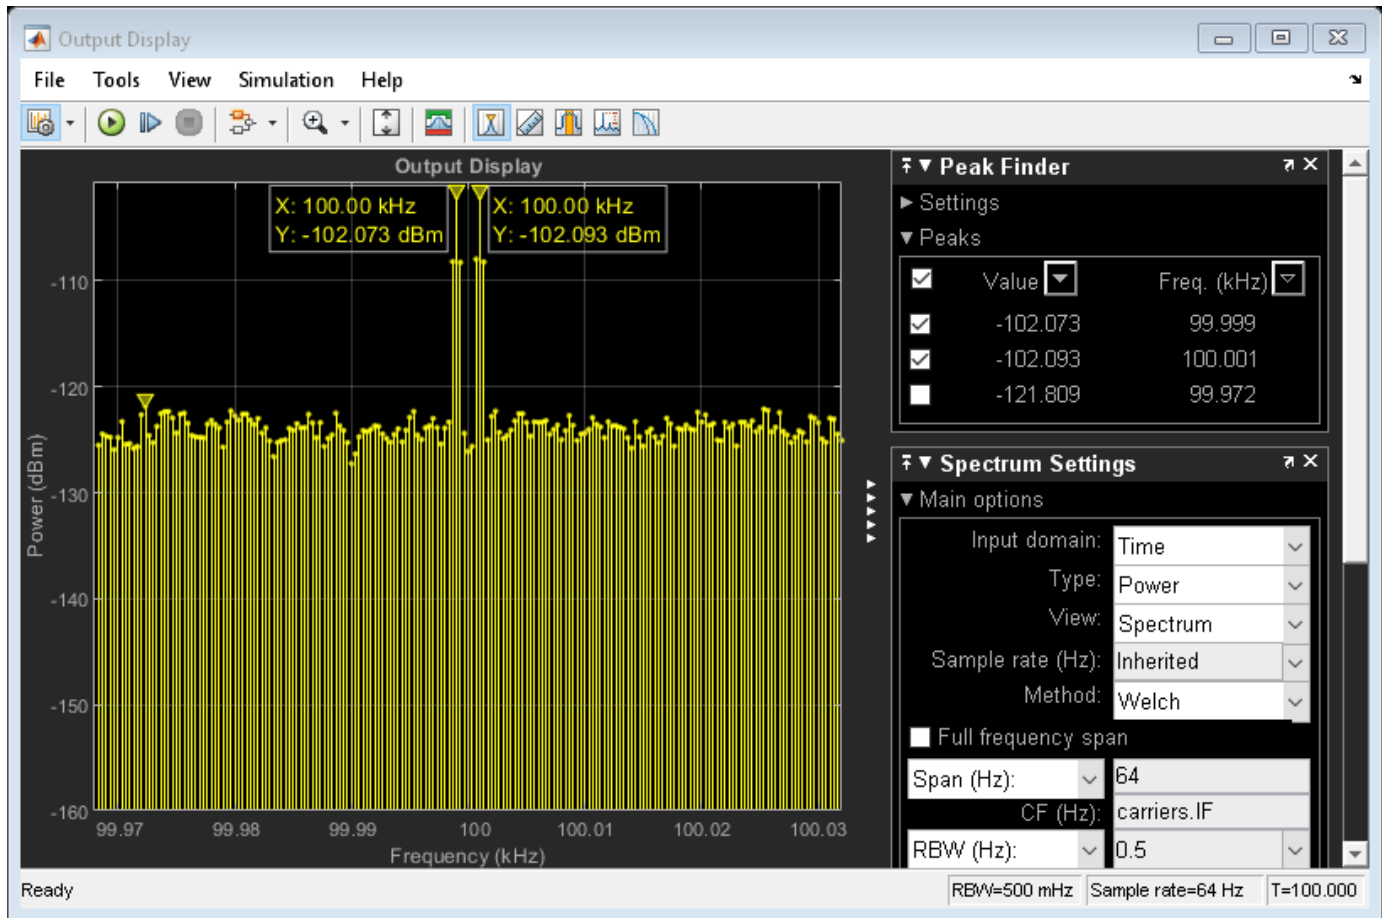 Output Display
File Tools View Simulation Help
Output Display
X: 100.00 kHz
Y: -102.073 dBm
X: 100.00 kHz
Y: -102.093 dBm
-110
-120
-130
-140
-150
-160
Power (dBm)
99.97 99.98 99.99 100 100.01 100.02 100.03
Frequency (kHz)
Peak Finder
Settings
Peaks
Value Freq. (kHz)
-102.073 99.999
-102.093 100.001
-121.809 99.972
Spectrum Settings
Main options
Input domain: Time
Type: Power
View: Spectrum
Sample rate (Hz): Inherited
Method: Welch
Full frequency span
Span (Hz): 64
CF (Hz): carriers.IF
RBW (Hz): 0.5
Ready RBW=500 mHz Sample rate=64 Hz T=100.000